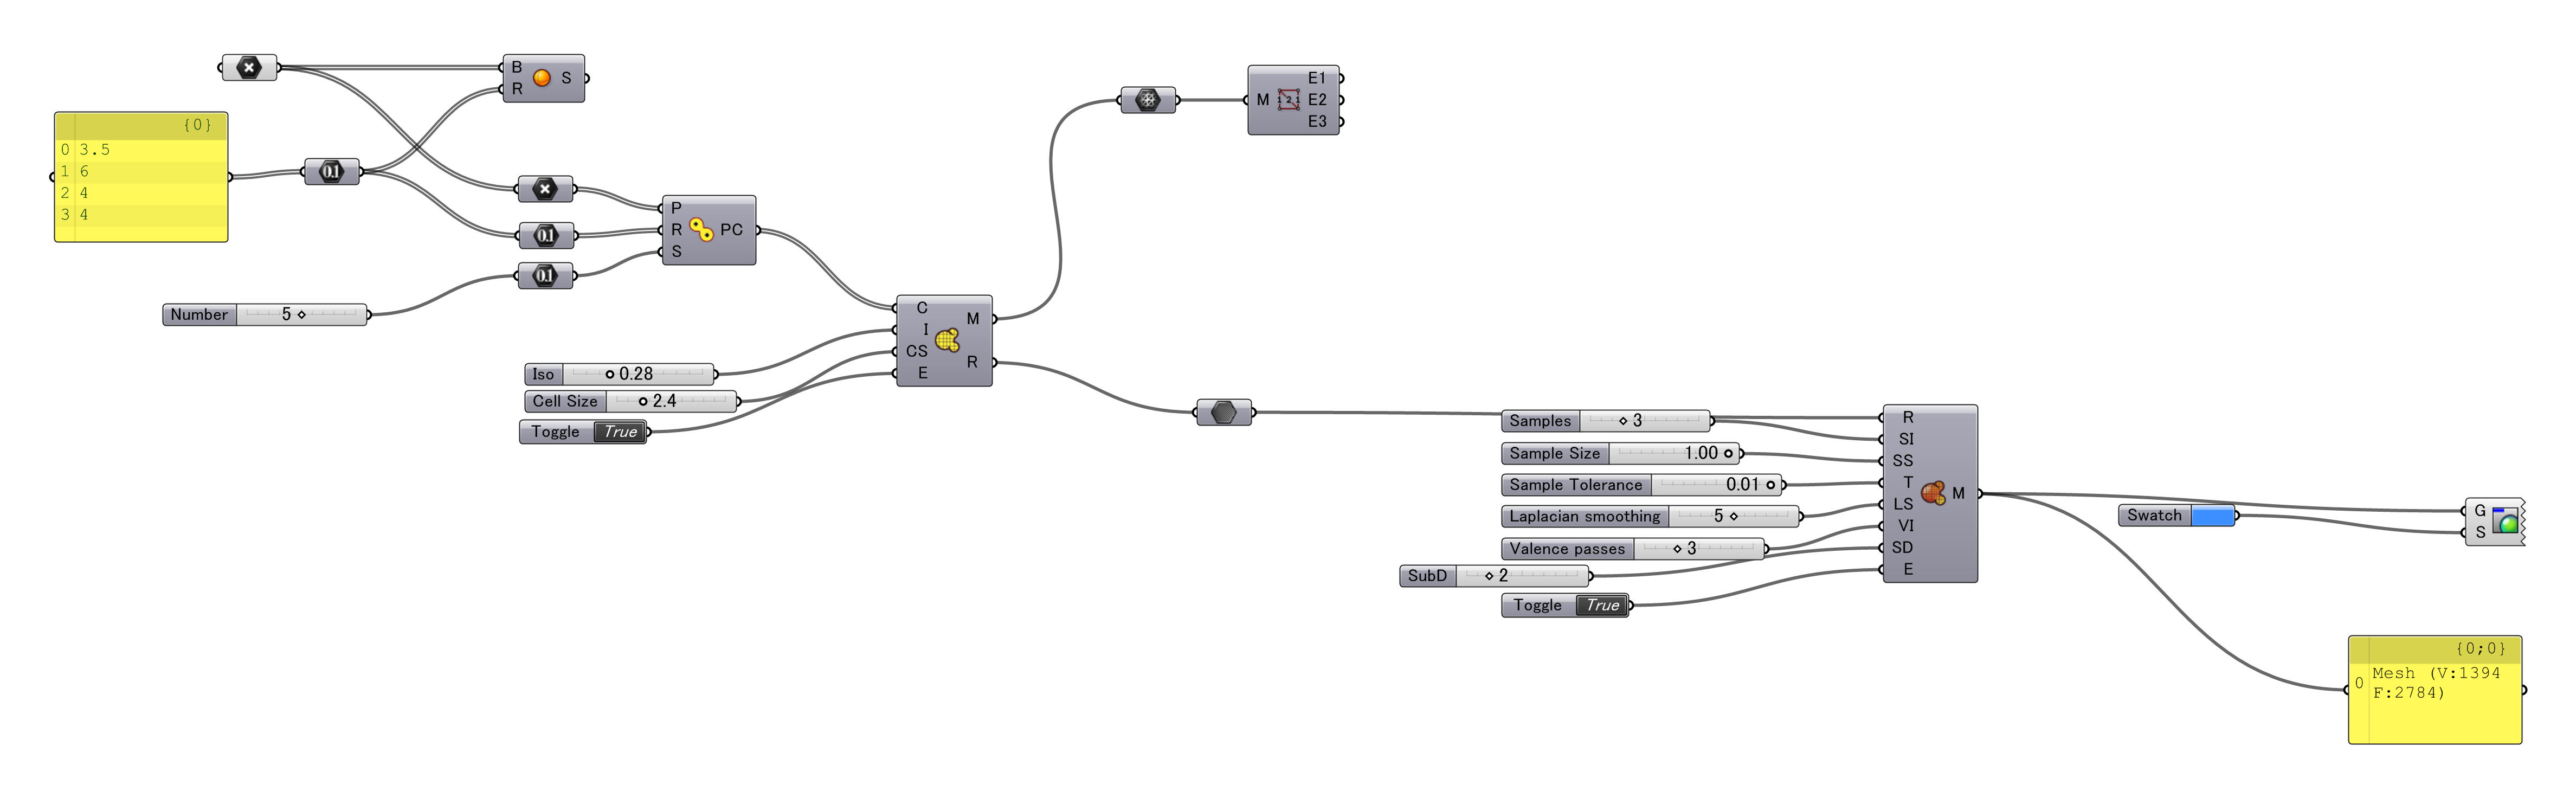 B
R
S
{0}
0 3.5
1 6
2 4
3 4
0.1
P
R
S
PC
0.1
0.1
Number 5
C
I
CS
E
M
R
Iso 0.28
Cell Size 2.4
Toggle True
M
1 2 1
E1
E2
E3
Samples 3
Sample Size 1.00
Sample Tolerance 0.01
Laplacian smoothing 5
Valence passes 3
SubD 2
Toggle True
R
SI
SS
T
LS
VI
SD
E
M
Swatch
G
S
{0;0}
0 Mesh (V:1394
F:2784)